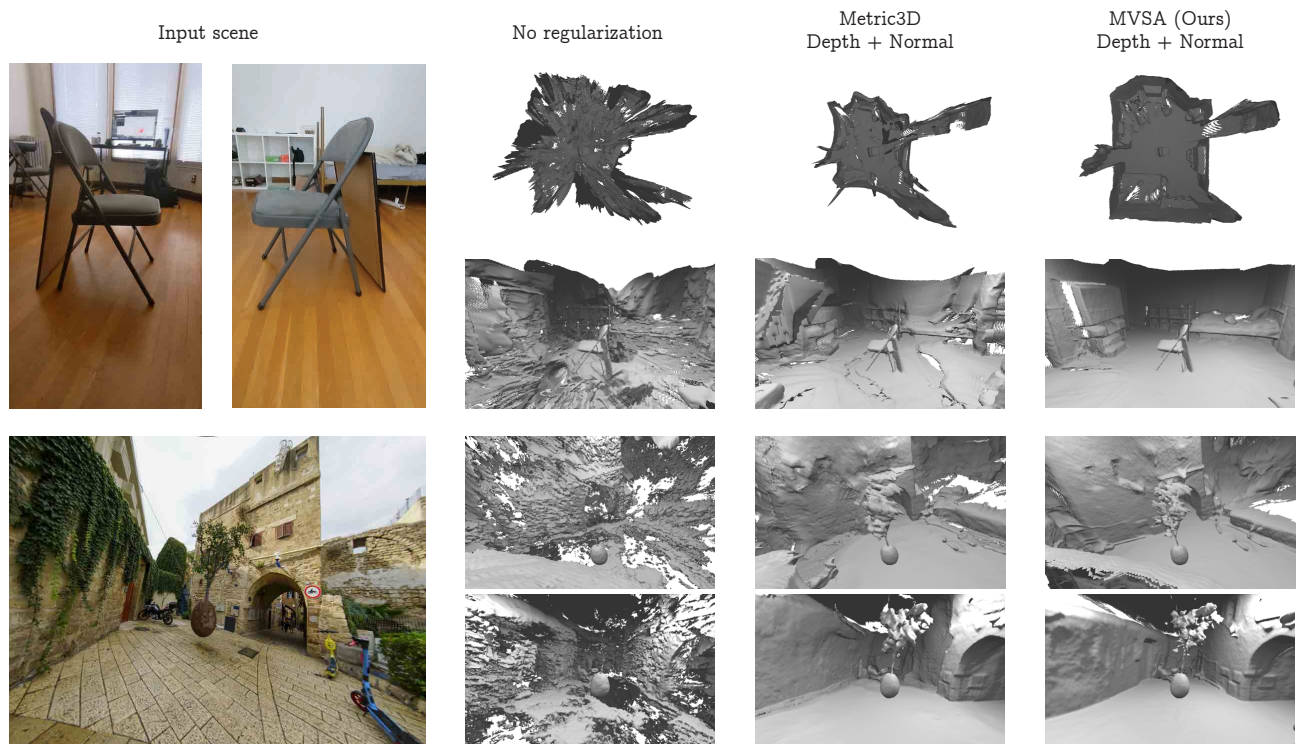 Input scene
No regularization
Metric3D
Depth + Normal
MVSA (Ours)
Depth + Normal